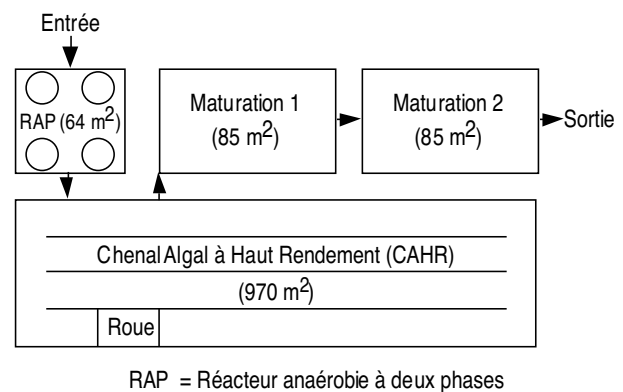 Entrée
RAP (64 m²)
Maturation 1
(85 m²)
Maturation 2
(85 m²)
Sortie
Chenal Algal à Haut Rendement (CAHR)
(970 m²)
Roue
RAP = Réacteur anaérobie à deux phases